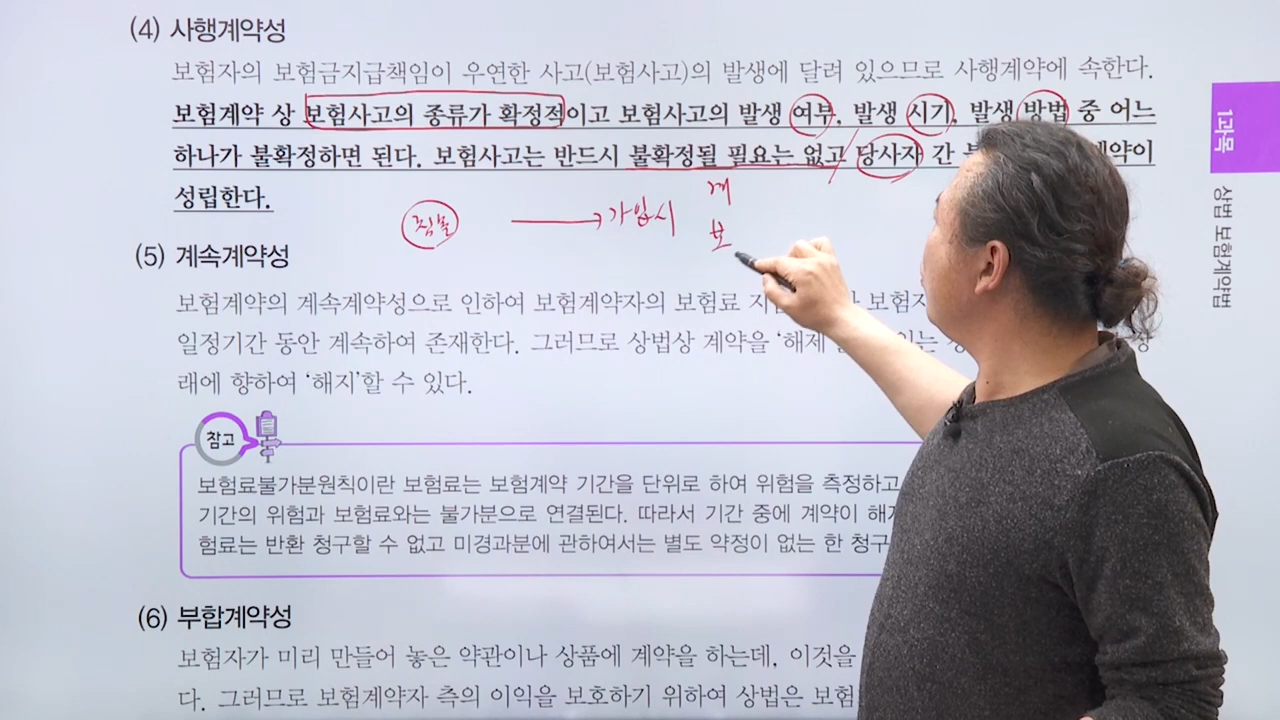 (4) 사행계약성
보험자의 보험금지급책임이 우연한 사고(보험사고)의 발생에 달려 있으므로 사행계약에 속한다.
보험계약 상 보험사고의 종류가 확정적이고 보험사고의 발생 여부, 발생 시기, 발생 방법 중 어느
하나가 불확정하면 된다. 보험사고는 반드시 불확정될 필요는 없고 당사자 간 계약이
성립한다.
가입시
계
보
(5) 계속계약성
보험계약의 계속계약성으로 인하여 보험계약자의 보험료
일정기간 동안 계속하여 존재한다. 그러므로 상법상 계약을 ‘해제
래에 향하여 ‘해지’할 수 있다.
참고
보험료불가분원칙이란 보험료는 보험계약 기간을 단위로 하여 위험을 측정하고
기간의 위험과 보험료와는 불가분으로 연결된다. 따라서 기간 중에 계약이
험료는 반환 청구할 수 없고 미경과분에 관하여서는 별도 약정이 없는 한 청구
(6) 부합계약성
보험자가 미리 만들어 놓은 약관이나 상품에 계약을 하는데, 이것을
다. 그러므로 보험계약자 측의 이익을 보호하기 위하여 상법은
1과목
상법 보험계약법